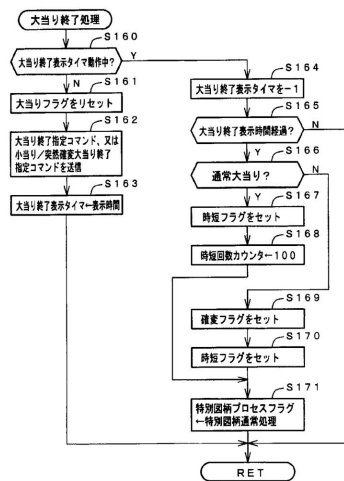 大当り終了処理
S160
大当り終了表示タイマ動作中?
Y
N
S161
大当りフラグをリセット
S162
大当り終了指定コマンド、又は
小当り/突然確変大当り終了
指定コマンドを送信
S163
大当り終了表示タイマ←表示時間
S164
大当り終了表示タイマを-1
S165
大当り終了表示時間経過?
N
Y
S166
通常大当り?
N
Y
S167
時短フラグをセット
S168
時短回数カウンタ←100
S169
確変フラグをセット
S170
時短フラグをセット
S171
特別図柄プロセスフラグ
←特別図柄通常処理
RET